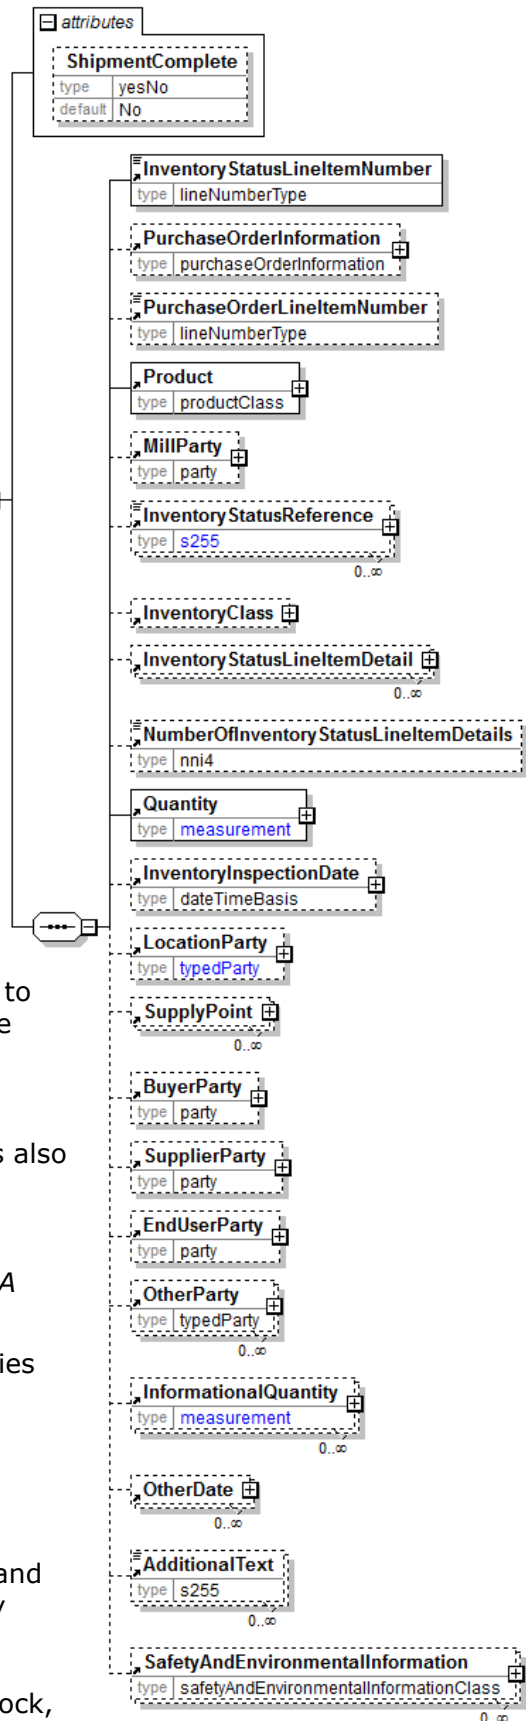 attributes
ShipmentComplete
type yesNo
default No
InventoryStatusLineItemNumber
type lineNumberType
PurchaseOrderInformation
type purchaseOrderInformation
PurchaseOrderLineItemNumber
type lineNumberType
Product
type productClass
MillParty
type party
InventoryStatusReference
type s255
0..∞
InventoryClass
InventoryStatusLineItemDetail
0..∞
NumberOfInventoryStatusLineItemDetails
type nni4
Quantity
type measurement
InventoryInspectionDate
type dateTimeBasis
LocationParty
type typedParty
to
SupplyPoint
e
0..∞
BuyerParty
type party
s also
SupplierParty
type party
EndUserParty
type party
A
OtherParty
type typedParty
0..∞
ies
InformationalQuantity
type measurement
0..∞
OtherDate
0..∞
and
AdditionalText
type s255
0..∞
SafetyAndEnvironmentalInformation
type safetyAndEnvironmentalInformationClass
ock,
0..∞